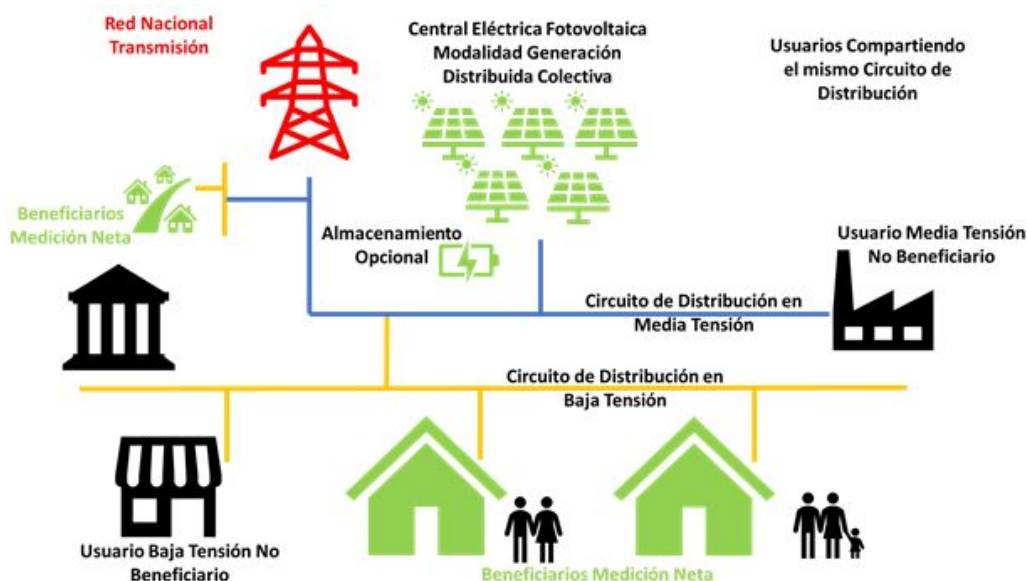 Red Nacional
Transmisión
Central Eléctrica Fotovoltaica
Modalidad Generación
Distribuida Colectiva
Usuarios Compartiendo
el mismo Circuito de
Distribución
Beneficiarios
Medición Neta
Almacenamiento
Opcional
Usuario Media Tensión
No Beneficiario
Circuito de Distribución en
Media Tensión
Circuito de Distribución en
Baja Tensión
Usuario Baja Tensión No
Beneficiario
Beneficiarios Medición Neta